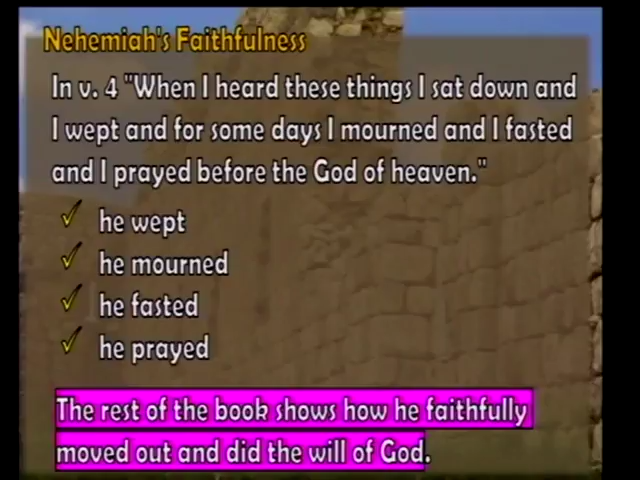 Nehemiah's Faithfulness
In v. 4 "When I heard these things I sat down and
I wept and for some days I mourned and I fasted
and I prayed before the God of heaven."
✓ he wept
✓ he mourned
✓ he fasted
✓ he prayed
The rest of the book shows how he faithfully
moved out and did the will of God.